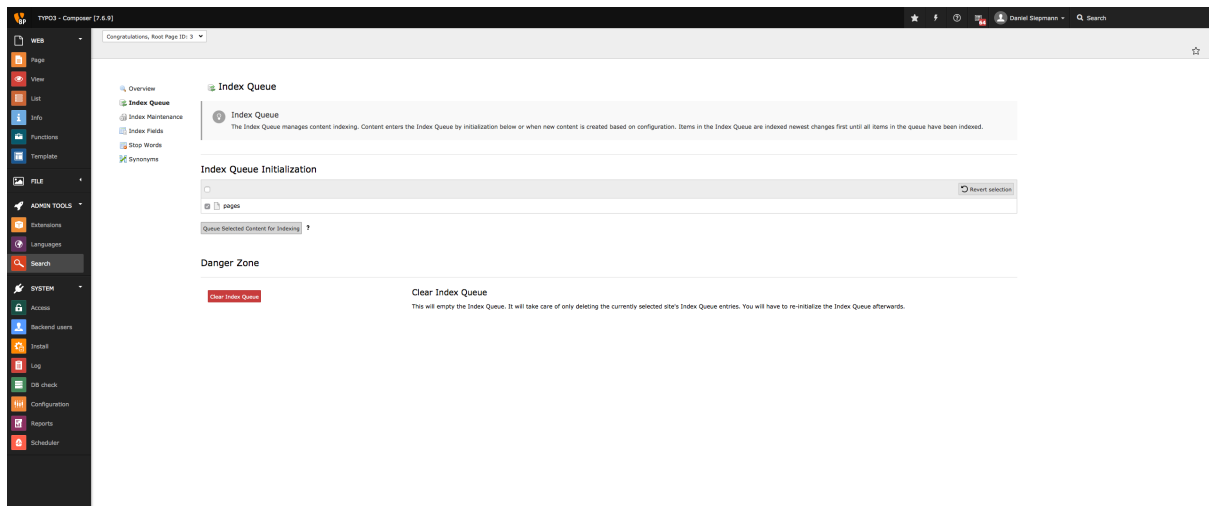 TYPO3 - Composer [7.6.9]
64
Daniel Siepmann
Search
WEB
Page
View
List
Info
Functions
Template
FILE
ADMIN TOOLS
Extensions
Languages
Search
SYSTEM
Access
Backend users
Install
Log
DB check
Configuration
Reports
Scheduler
Congratulations, Root Page ID: 3
Overview
Index Queue
Index Maintenance
Index Fields
Stop Words
Synonyms
Index Queue
Index Queue
The Index Queue manages content indexing. Content enters the Index Queue by initialization below or when new content is created based on configuration. Items in the Index Queue are indexed newest changes first until all items in the queue have been indexed.
Index Queue Initialization
Revert selection
pages
Queue Selected Content for Indexing ?
Danger Zone
Clear Index Queue
Clear Index Queue
This will empty the Index Queue. It will take care of only deleting the currently selected site's Index Queue entries. You will have to re-initialize the Index Queue afterwards.